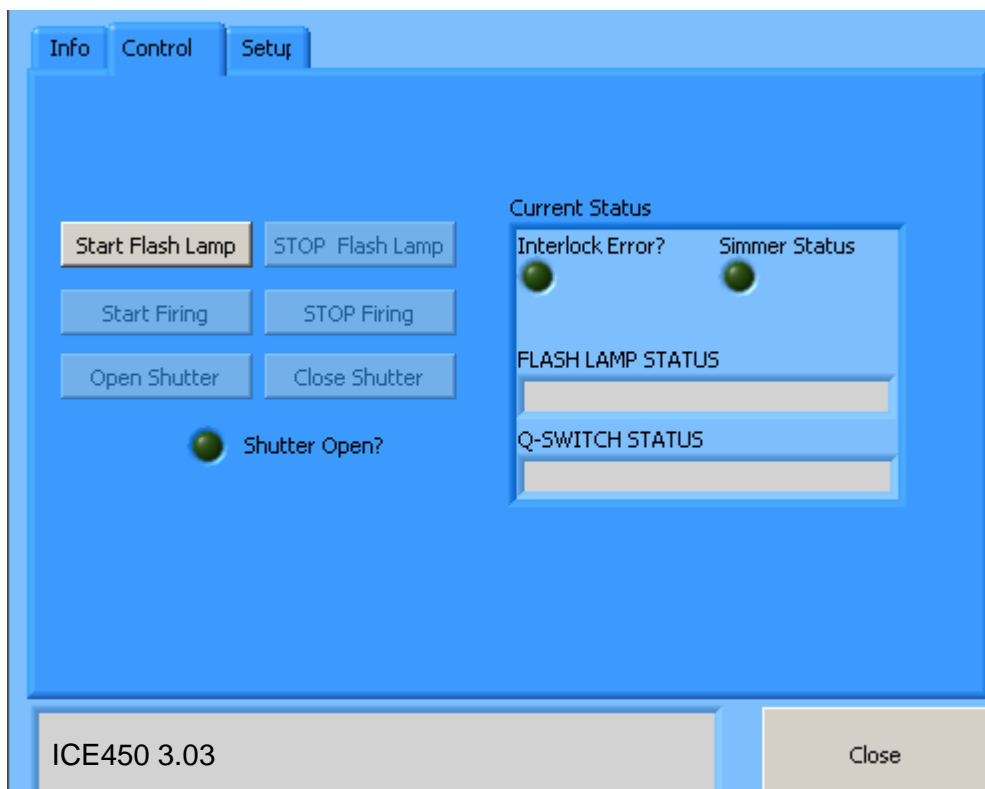 Info Control Setup
Current Status
Start Flash Lamp STOP Flash Lamp
Interlock Error? Simmer Status
Start Firing STOP Firing
FLASH LAMP STATUS
Open Shutter Close Shutter
Shutter Open?
Q-SWITCH STATUS
ICE450 3.03
Close